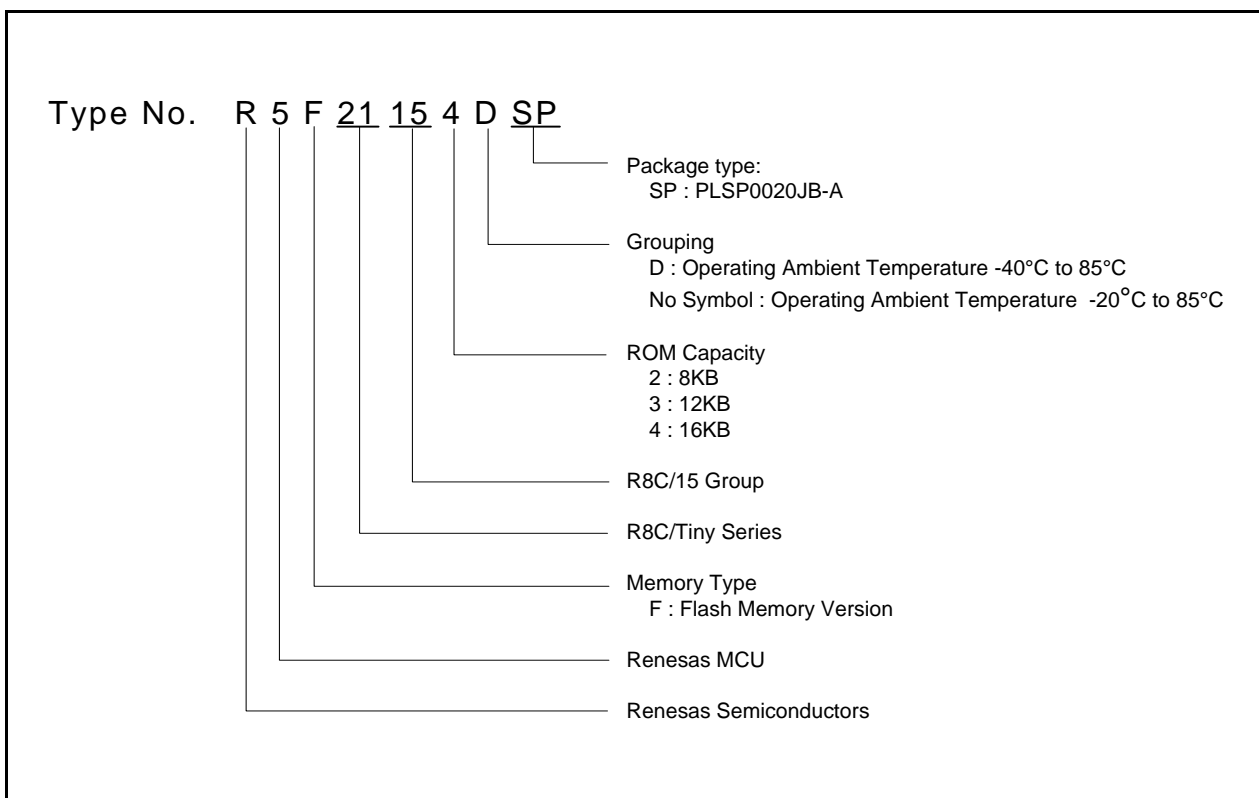 Type No. R 5 F 21 15 4 D SP
Package type:
SP : PLSP0020JB-A
Grouping
D : Operating Ambient Temperature -40°C to 85°C
No Symbol : Operating Ambient Temperature -20°C to 85°C
ROM Capacity
2 : 8KB
3 : 12KB
4 : 16KB
R8C/15 Group
R8C/Tiny Series
Memory Type
F : Flash Memory Version
Renesas MCU
Renesas Semiconductors